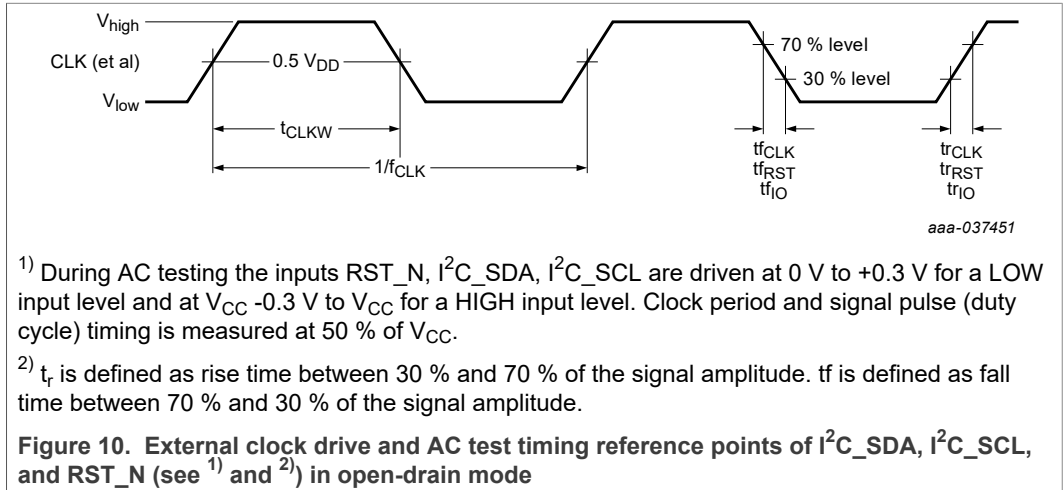 V_high
CLK (et al)
0.5 V_DD
V_low
t_CLKW
1/f_CLK
70 % level
30 % level
tf_CLK
tf_RST
tf_IO
tr_CLK
tr_RST
tr_IO
aaa-037451
1) During AC testing the inputs RST_N, I²C_SDA, I²C_SCL are driven at 0 V to +0.3 V for a LOW
input level and at V_CC -0.3 V to V_CC for a HIGH input level. Clock period and signal pulse (duty
cycle) timing is measured at 50 % of V_CC.
2) t_r is defined as rise time between 30 % and 70 % of the signal amplitude. tf is defined as fall
time between 70 % and 30 % of the signal amplitude.
Figure 10. External clock drive and AC test timing reference points of I²C_SDA, I²C_SCL,
and RST_N (see 1) and 2)) in open-drain mode